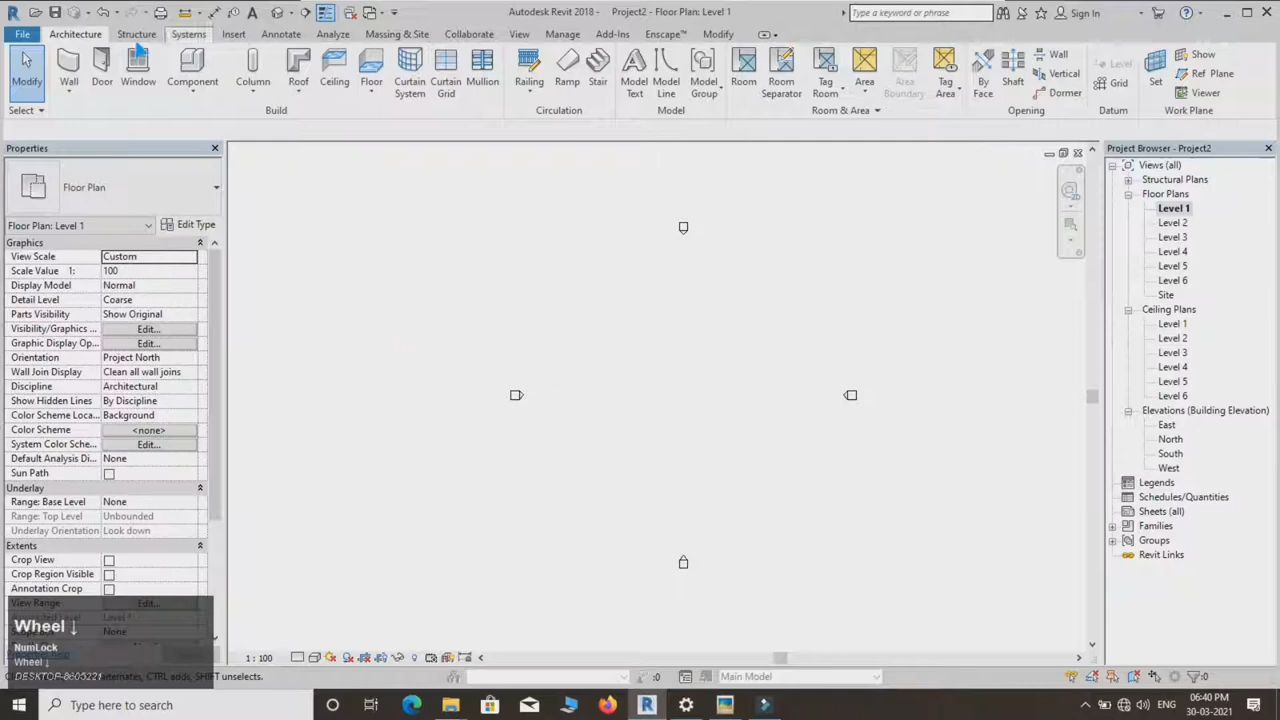 Autodesk Revit 2018 - Project2 - Floor Plan: Level 1
Type a keyword or phrase
Sign In
File Architecture Structure Systems Insert Annotate Analyze Massing & Site Collaborate View Manage Add-Ins Enscape™ Modify
Modify Wall Door Window Component Column Roof Ceiling Floor Curtain System Curtain Grid Mullion Railing Ramp Stair Model Text Model Line Model Group Room Room Separator Tag Room Area Area Boundary Tag Area By Face Shaft Wall Vertical Dormer Level Grid Set Show Ref Plane Viewer
Select Build Circulation Model Room & Area Opening Datum Work Plane
Properties
Floor Plan
Floor Plan: Level 1 Edit Type
Graphics
View Scale Custom
Scale Value 1: 100
Display Model Normal
Detail Level Coarse
Parts Visibility Show Original
Visibility/Graphics ... Edit...
Graphic Display Op... Edit...
Orientation Project North
Wall Join Display Clean all wall joins
Discipline Architectural
Show Hidden Lines By Discipline
Color Scheme Loca... Background
Color Scheme <none>
System Color Sche... Edit...
Default Analysis Di... None
Sun Path
Underlay
Range: Base Level None
Range: Top Level Unbounded
Underlay Orientation Look down
Extents
Crop View
Crop Region Visible
Annotation Crop
View Range Edit...
None
Wheel ↓
NumLock
Wheel ↓
DESKTOP-8605221
alternates, CTRL adds, SHIFT unselects.
1 : 100
:0
Main Model
:0
Project Browser - Project2
Views (all)
Structural Plans
Floor Plans
Level 1
Level 2
Level 3
Level 4
Level 5
Level 6
Site
Ceiling Plans
Level 1
Level 2
Level 3
Level 4
Level 5
Level 6
Elevations (Building Elevation)
East
North
South
West
Legends
Schedules/Quantities
Sheets (all)
Families
Groups
Revit Links
Type here to search
ENG
06:40 PM
30-03-2021